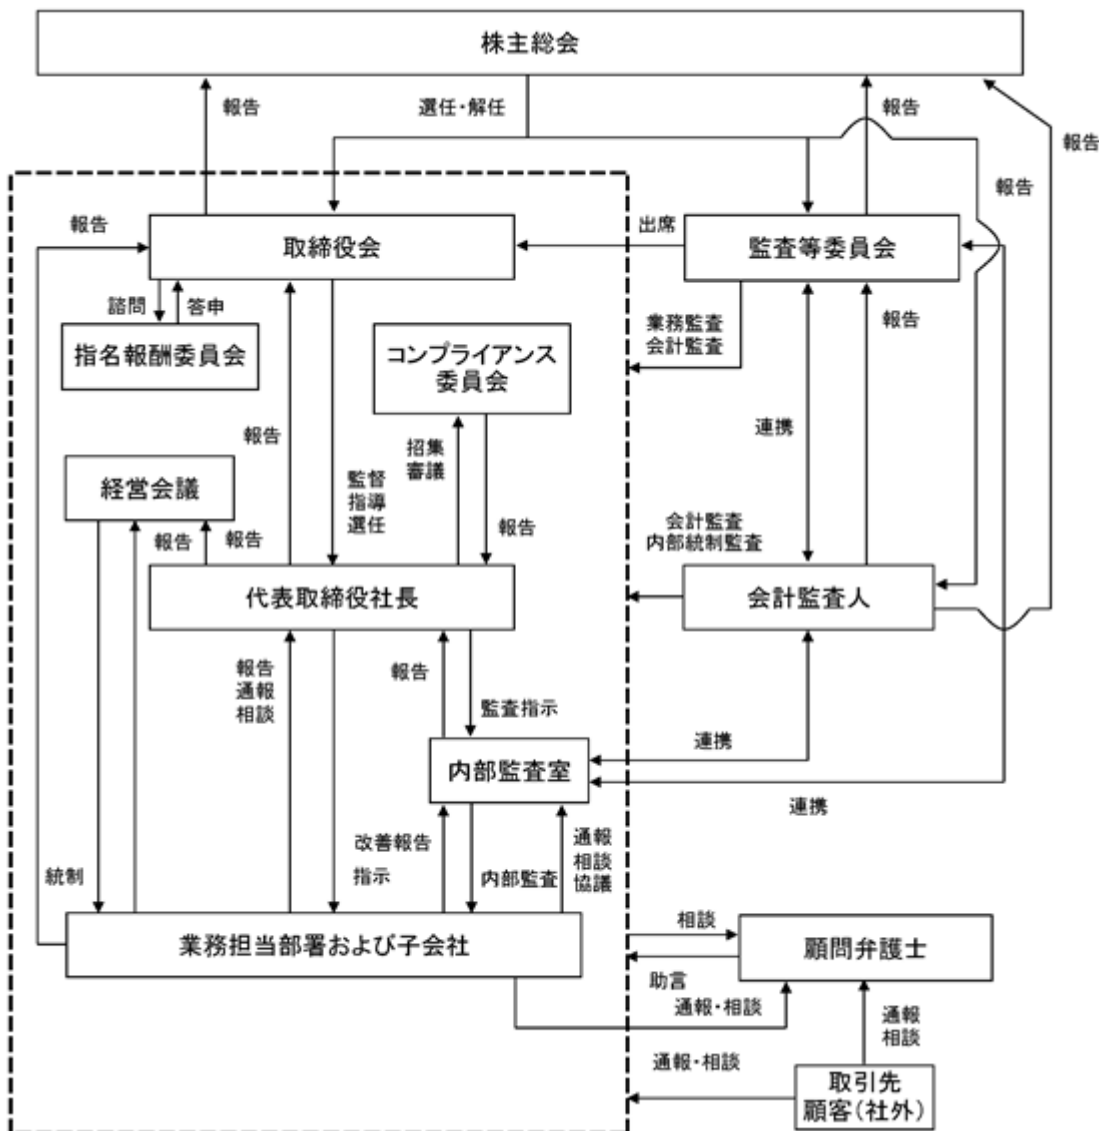 株主総会
報告
選任・解任
報告
報告
報告
報告
取締役会
出席
監査等委員会
諮問
答申
業務監査
会計監査
報告
指名報酬委員会
コンプライアンス
委員会
報告
招集
審議
連携
経営会議
監督
指導
選任
報告
報告
報告
会計監査
内部統制監査
代表取締役社長
会計監査人
報告
通報
相談
報告
監査指示
連携
内部監査室
連携
改善報告
通報
相談
協議
統制
指示
内部監査
業務担当部署および子会社
相談
顧問弁護士
助言
通報・相談
通報
相談
通報・相談
取引先
顧客(社外)